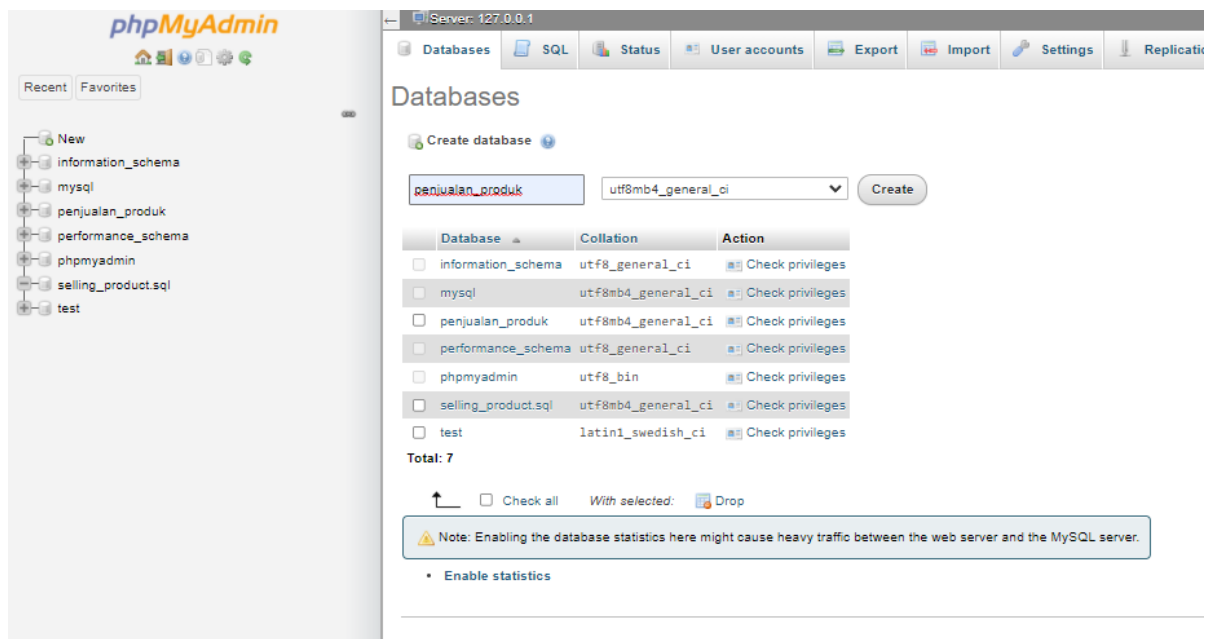 phpMyAdmin
Recent Favorites
New
information_schema
mysql
penjualan_produk
performance_schema
phpmyadmin
selling_product.sql
test
Server: 127.0.0.1
Databases SQL Status User accounts Export Import Settings Replicatio
Databases
Create database
penjualan_produk utf8mb4_general_ci Create
Database Collation Action
information_schema utf8_general_ci Check privileges
mysql utf8mb4_general_ci Check privileges
penjualan_produk utf8mb4_general_ci Check privileges
performance_schema utf8_general_ci Check privileges
phpmyadmin utf8_bin Check privileges
selling_product.sql utf8mb4_general_ci Check privileges
test latin1_swedish_ci Check privileges
Total: 7
Check all With selected: Drop
Note: Enabling the database statistics here might cause heavy traffic between the web server and the MySQL server.
• Enable statistics